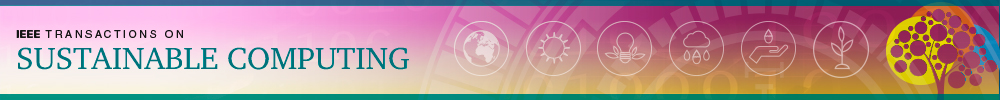 IEEE TRANSACTIONS ON
SUSTAINABLE COMPUTING